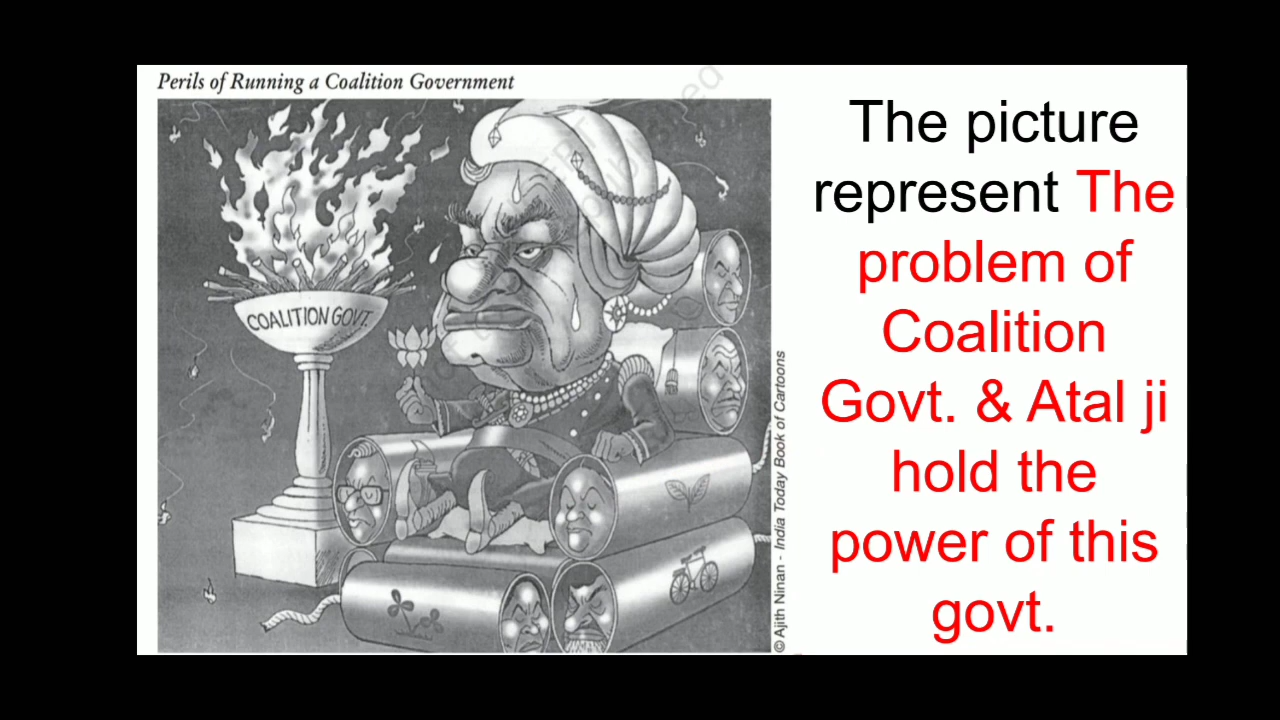 Perils of Running a Coalition Government
COALITION GOVT.
© Ajith Ninan - India Today Book of Cartoons
The picture
represent The
problem of
Coalition
Govt. & Atal ji
hold the
power of this
govt.